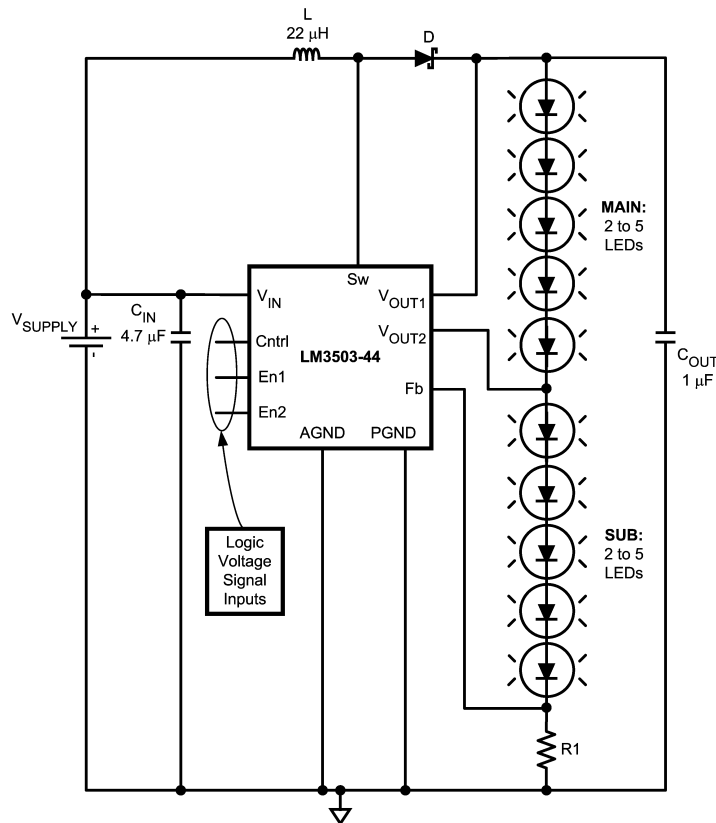 L
22 μH
D
MAIN:
2 to 5
LEDs
Sw
VIN
VOUT1
CIN
4.7 μF
VSUPPLY
+
-
VOUT2
Cntrl
LM3503-44
En1
Fb
En2
COUT
1 μF
AGND
PGND
Logic
Voltage
Signal
Inputs
SUB:
2 to 5
LEDs
R1